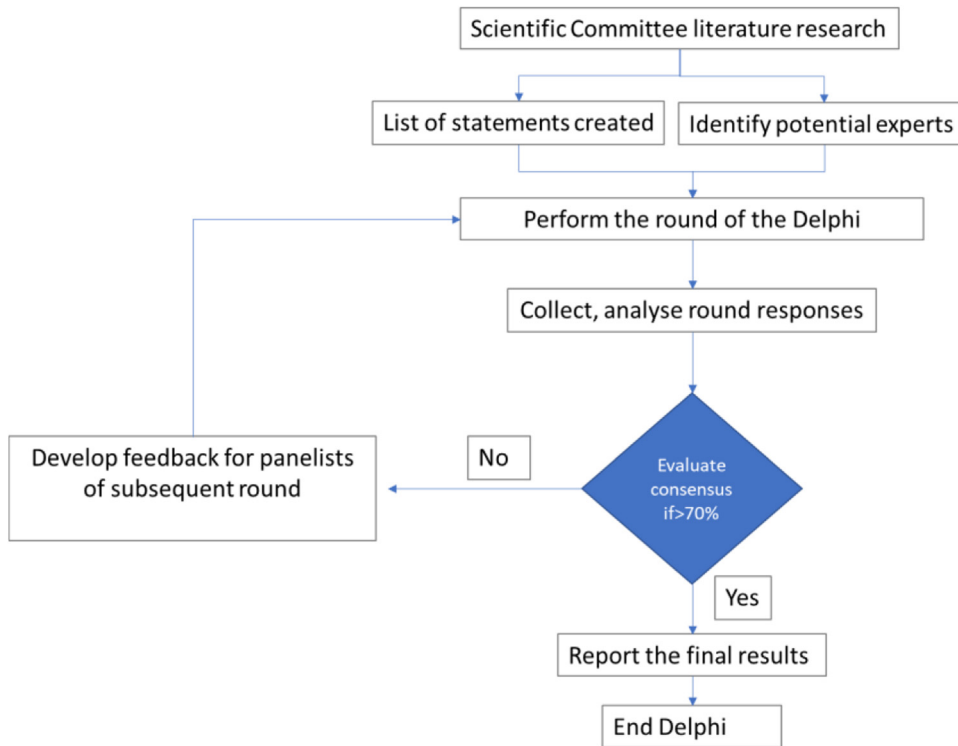 Scientific Committee literature research
List of statements created
Identify potential experts
Perform the round of the Delphi
Collect, analyse round responses
Evaluate
consensus
if>70%
No
Develop feedback for panelists
of subsequent round
Yes
Report the final results
End Delphi